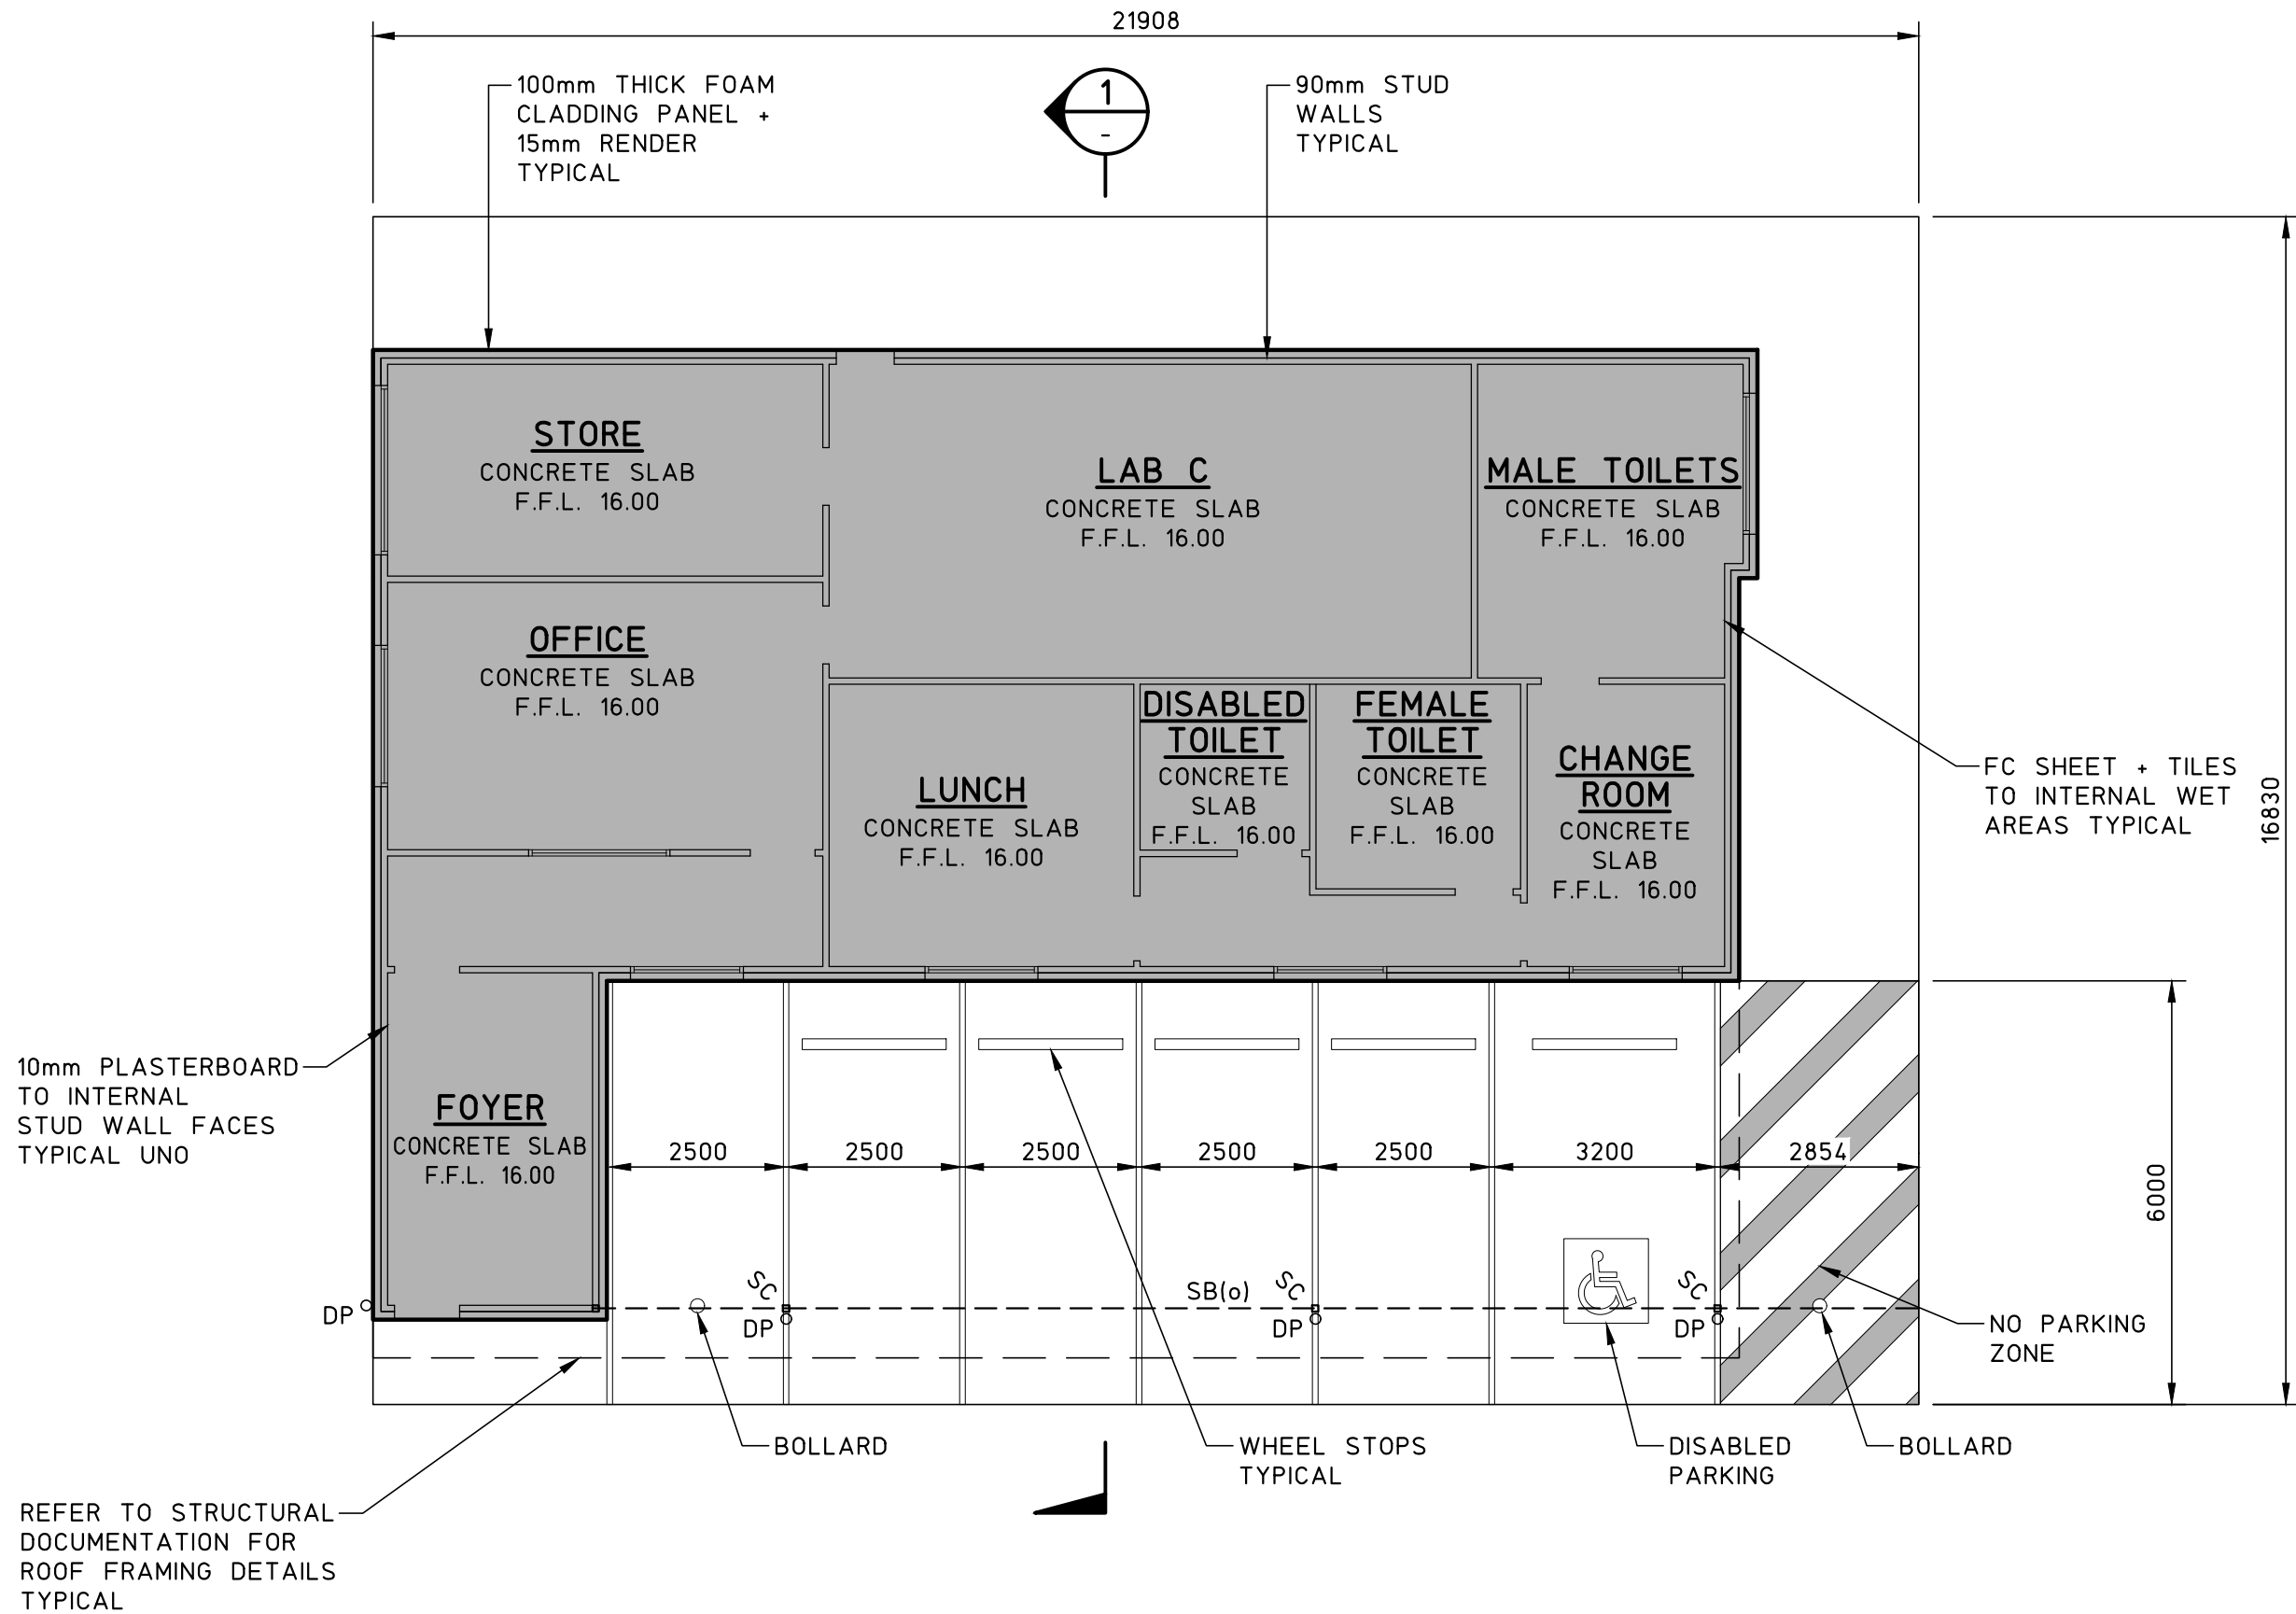 21908
100mm THICK FOAM
CLADDING PANEL +
15mm RENDER
TYPICAL
1
-
90mm STUD
WALLS
TYPICAL
STORE
CONCRETE SLAB
F.F.L. 16.00
LAB C
CONCRETE SLAB
F.F.L. 16.00
MALE TOILETS
CONCRETE SLAB
F.F.L. 16.00
OFFICE
CONCRETE SLAB
F.F.L. 16.00
LUNCH
CONCRETE SLAB
F.F.L. 16.00
DISABLED
TOILET
CONCRETE
SLAB
F.F.L. 16.00
FEMALE
TOILET
CONCRETE
SLAB
F.F.L. 16.00
CHANGE
ROOM
CONCRETE
SLAB
F.F.L. 16.00
FC SHEET + TILES
TO INTERNAL WET
AREAS TYPICAL
16830
10mm PLASTERBOARD
TO INTERNAL
STUD WALL FACES
TYPICAL UNO
FOYER
CONCRETE SLAB
F.F.L. 16.00
2500
2500
2500
2500
2500
3200
2854
6000
DP
SC
DP
SB(o)
SC
DP
SC
DP
NO PARKING
ZONE
BOLLARD
WHEEL STOPS
TYPICAL
DISABLED
PARKING
BOLLARD
REFER TO STRUCTURAL
DOCUMENTATION FOR
ROOF FRAMING DETAILS
TYPICAL